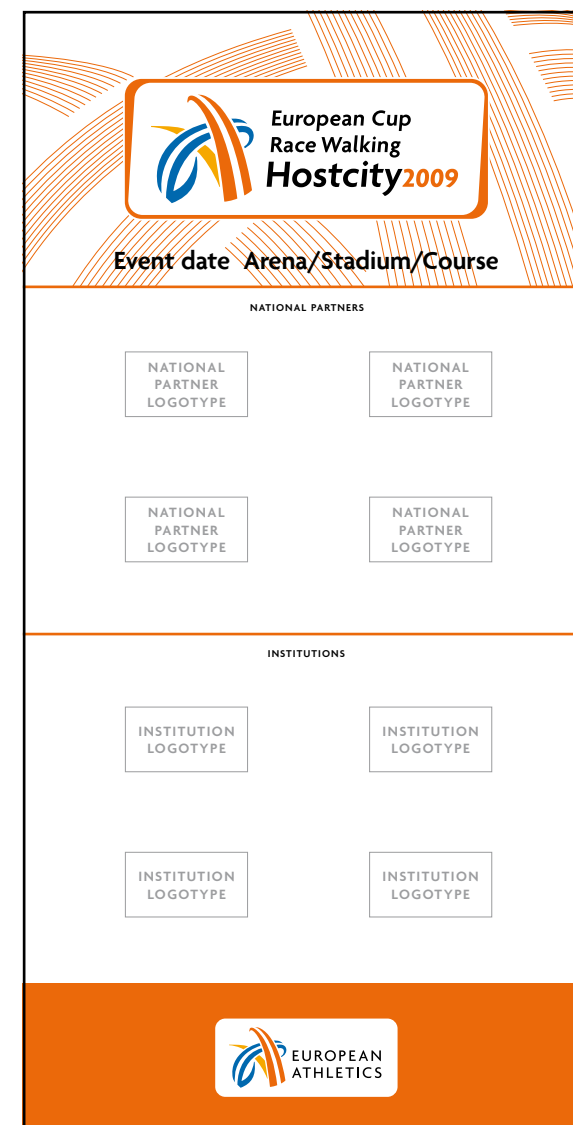 European Cup
Race Walking
Hostcity2009
Event date Arena/Stadium/Course
NATIONAL PARTNERS
NATIONAL
PARTNER
LOGOTYPE
NATIONAL
PARTNER
LOGOTYPE
NATIONAL
PARTNER
LOGOTYPE
NATIONAL
PARTNER
LOGOTYPE
INSTITUTIONS
INSTITUTION
LOGOTYPE
INSTITUTION
LOGOTYPE
INSTITUTION
LOGOTYPE
INSTITUTION
LOGOTYPE
EUROPEAN
ATHLETICS